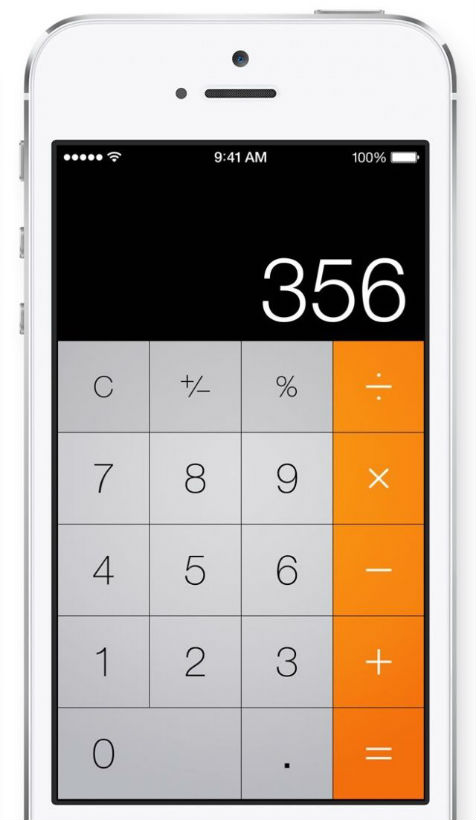 9:41 AM 100%
356
C +/− % ÷
7 8 9 ×
4 5 6 −
1 2 3 +
0 . =